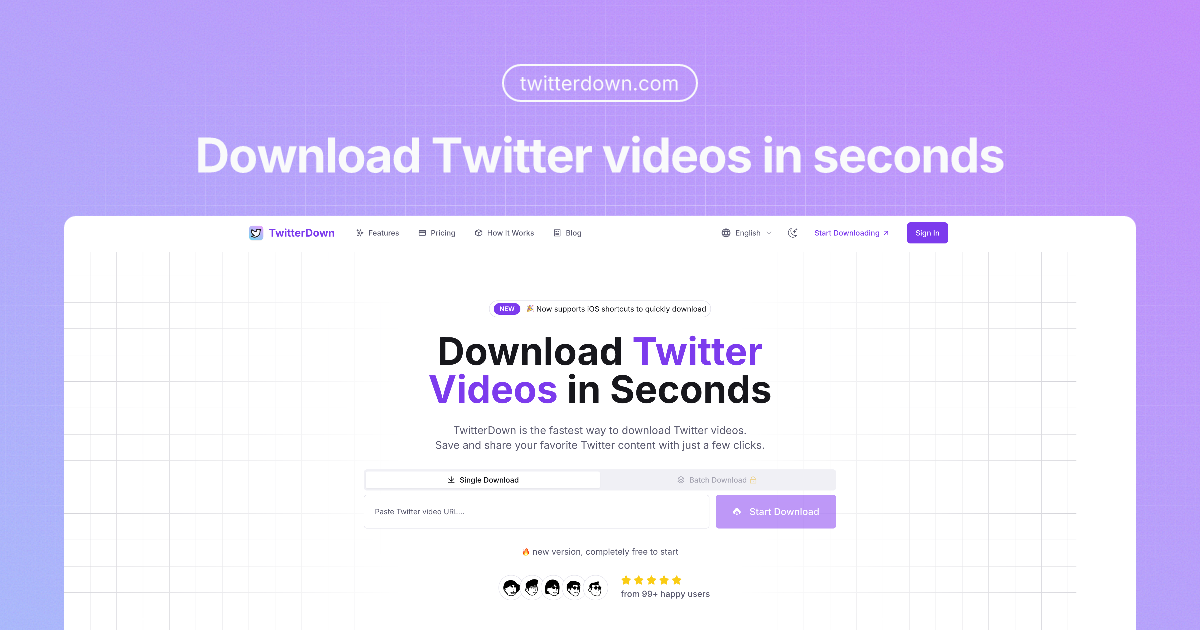 twitterdown.com
Download Twitter videos in seconds
TwitterDown Features Pricing How It Works Blog English Start Downloading Sign In
NEW 🎉 Now supports iOS shortcuts to quickly download
Download Twitter
Videos in Seconds
TwitterDown is the fastest way to download Twitter videos.
Save and share your favorite Twitter content with just a few clicks.
Single Download Batch Download
Paste Twitter video URL... Start Download
🔥 new version, completely free to start
from 99+ happy users